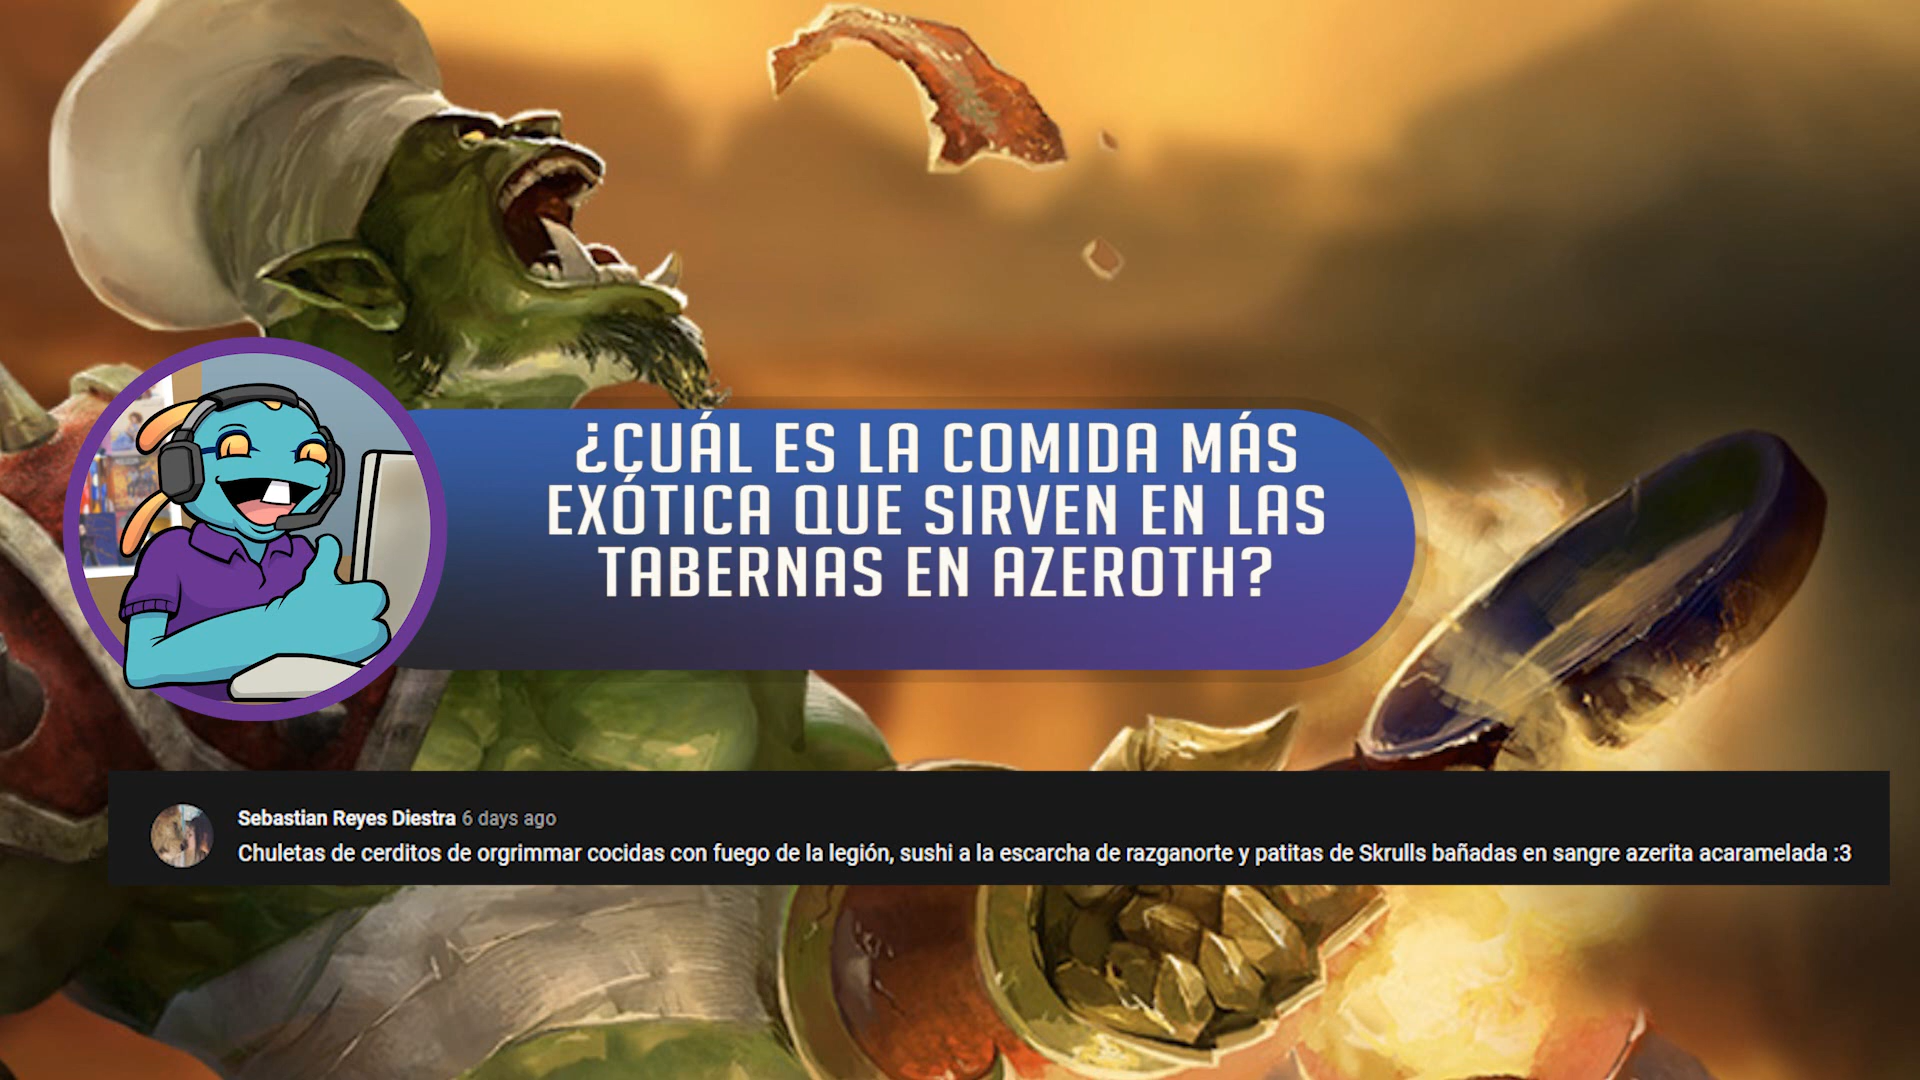 ¿CUÁL ES LA COMIDA MÁS
EXÓTICA QUE SIRVEN EN LAS
TABERNAS EN AZEROTH?
Sebastian Reyes Diestra 6 days ago
Chuletas de cerditos de orgrimmar cocidas con fuego de la legión, sushi a la escarcha de razganorte y patitas de Skrulls bañadas en sangre azerita acaramelada :3